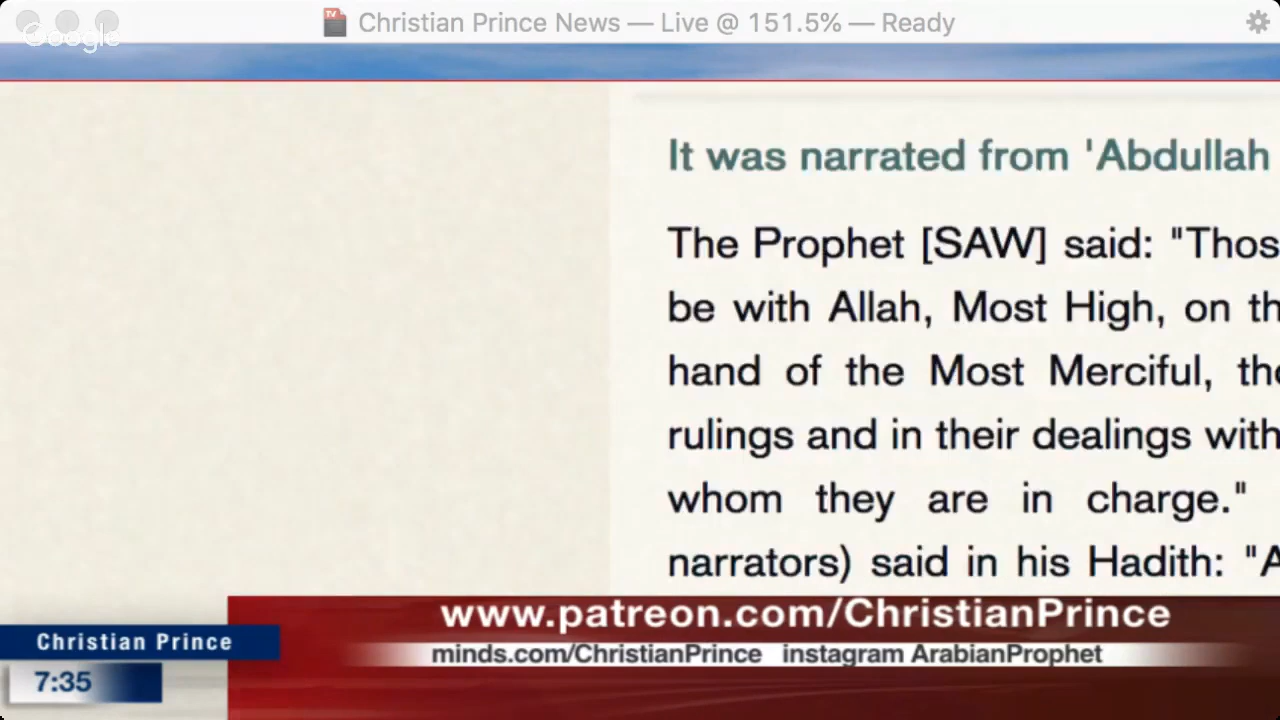 Christian Prince News — Live @ 151.5% — Ready
Google
It was narrated from 'Abdullah
The Prophet [SAW] said: "Thos
be with Allah, Most High, on th
hand of the Most Merciful, tho
rulings and in their dealings with
whom they are in charge."
narrators) said in his Hadith: "A
www.patreon.com/ChristianPrince
Christian Prince
minds.com/ChristianPrince instagram ArabianProphet
7:35